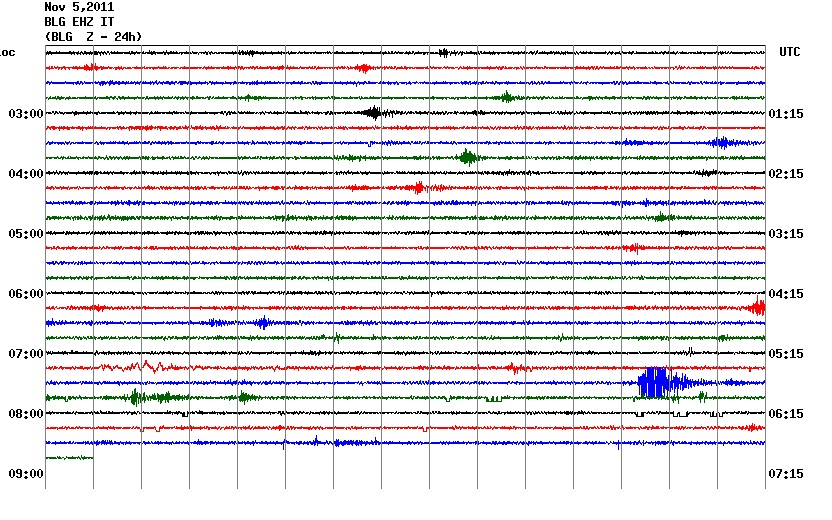 Nov 5,2011
BLG EHZ IT
(BLG Z - 24h)
oc UTC
03:00 01:15
04:00 02:15
05:00 03:15
06:00 04:15
07:00 05:15
08:00 06:15
09:00 07:15